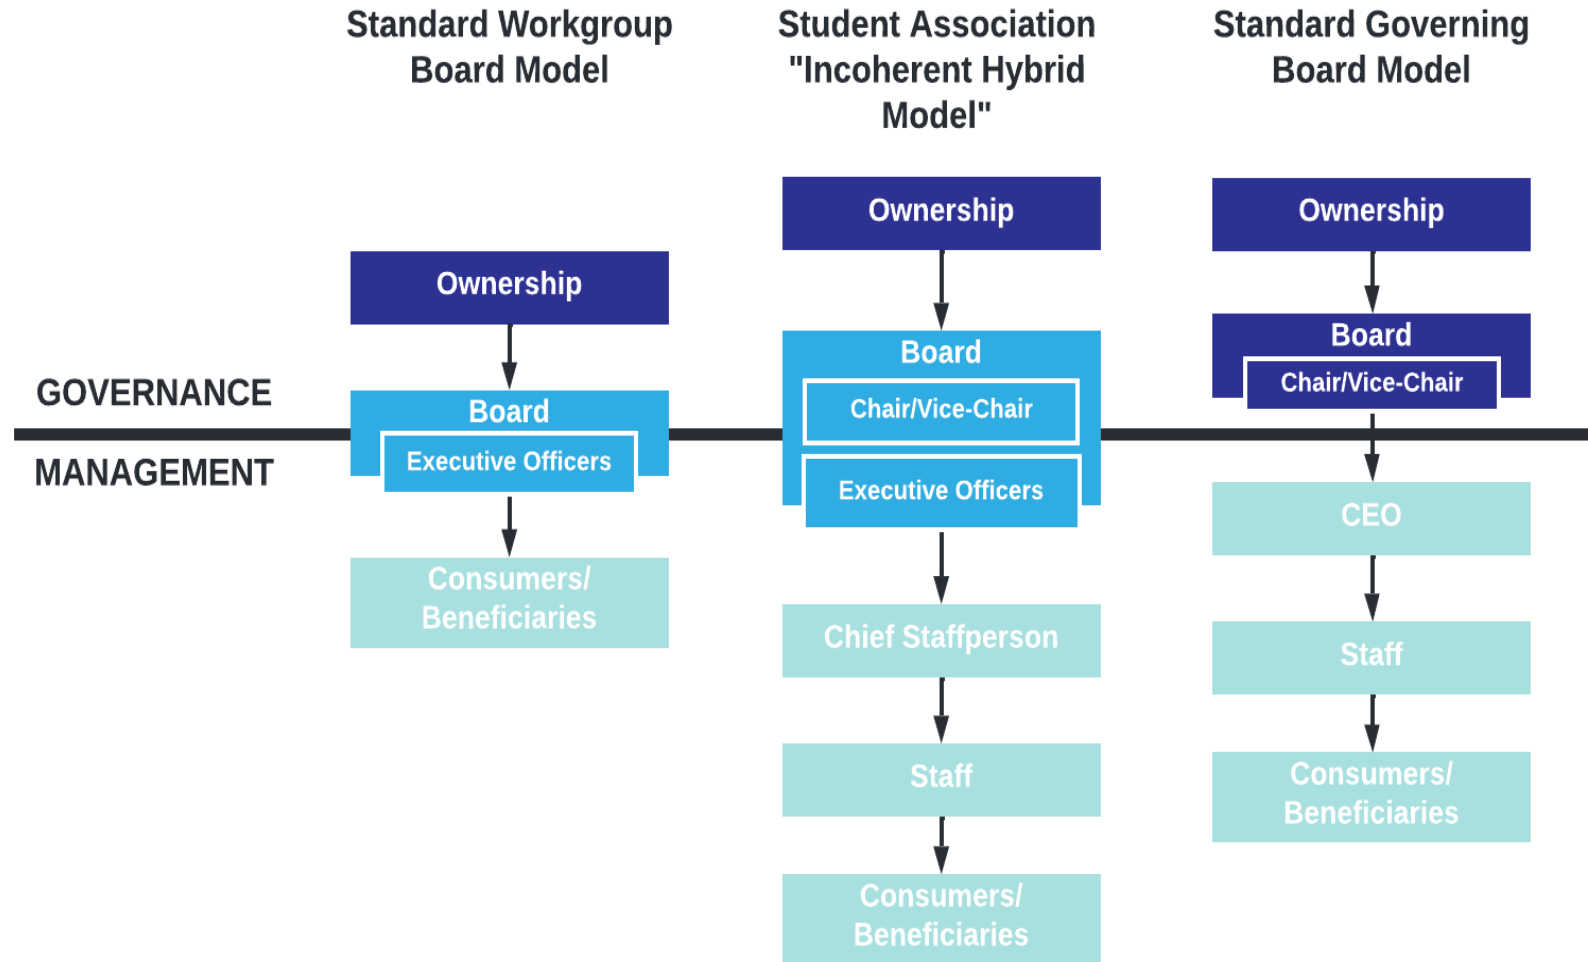 Standard Workgroup
Board Model
Student Association
"Incoherent Hybrid
Model"
Standard Governing
Board Model
GOVERNANCE
MANAGEMENT
Ownership
Board
Executive Officers
Consumers/
Beneficiaries
Ownership
Board
Chair/Vice-Chair
Executive Officers
Chief Staffperson
Staff
Consumers/
Beneficiaries
Ownership
Board
Chair/Vice-Chair
CEO
Staff
Consumers/
Beneficiaries